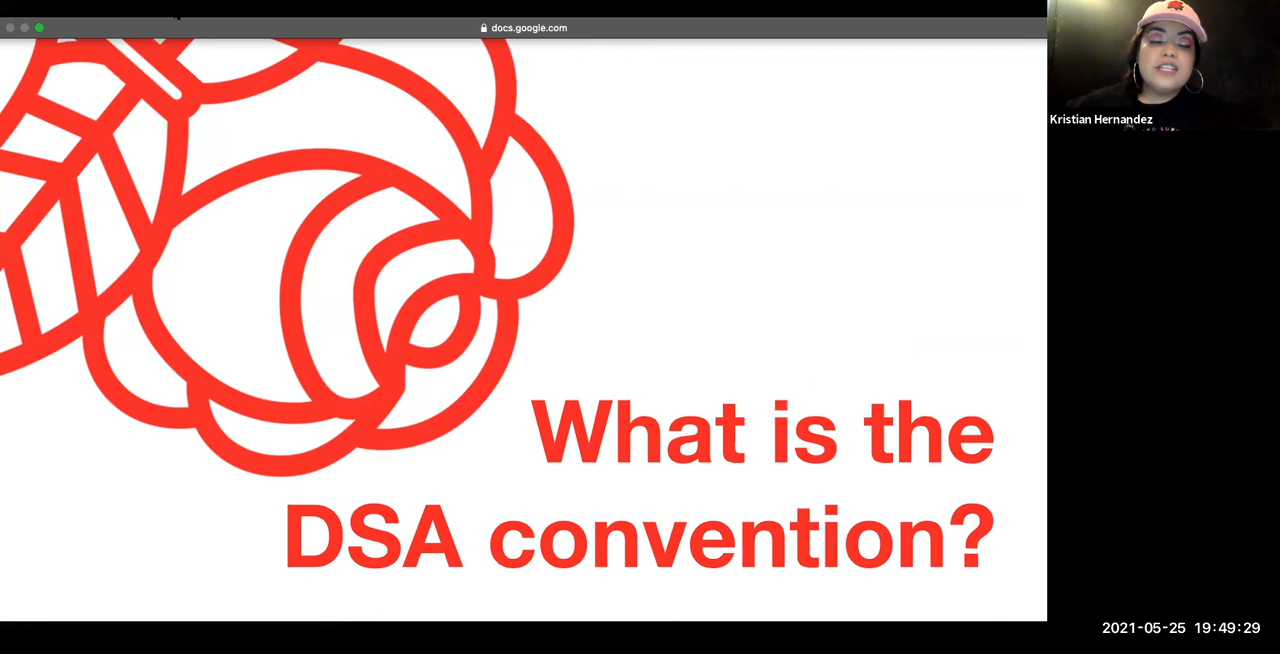 docs.google.com
Kristian Hernandez
What is the
DSA convention?
2021-05-25 19:49:29